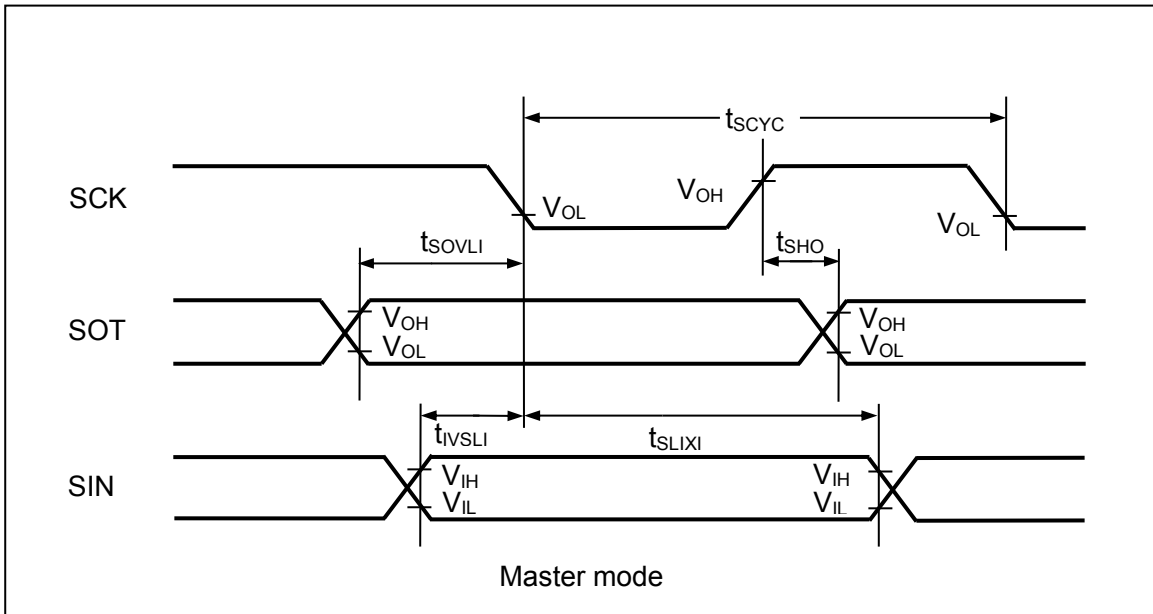 tSCYC
SCK
VOL
VOH
VOL
tSOVLI
tSHO
SOT
VOH
VOL
VOH
VOL
tIVSLI
tSLIXI
SIN
VIH
VIL
VIH
VIL
Master mode